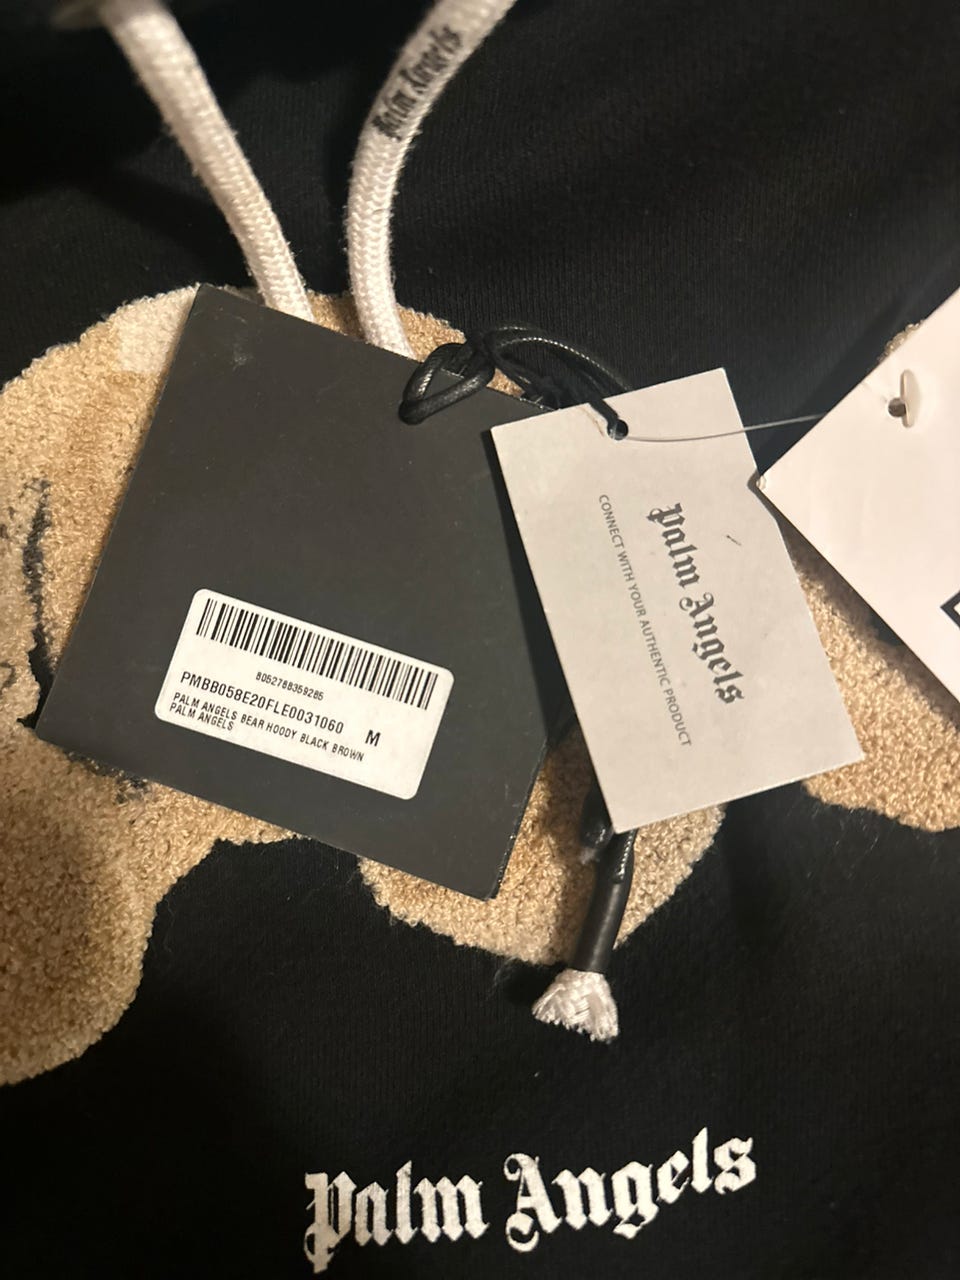 Palm Angels
8052788359285
PMBB058E20FLE0031060 M
PALM ANGELS BEAR HOODY BLACK BROWN
PALM ANGELS
Palm Angels
CONNECT WITH YOUR AUTHENTIC PRODUCT
Palm Angels